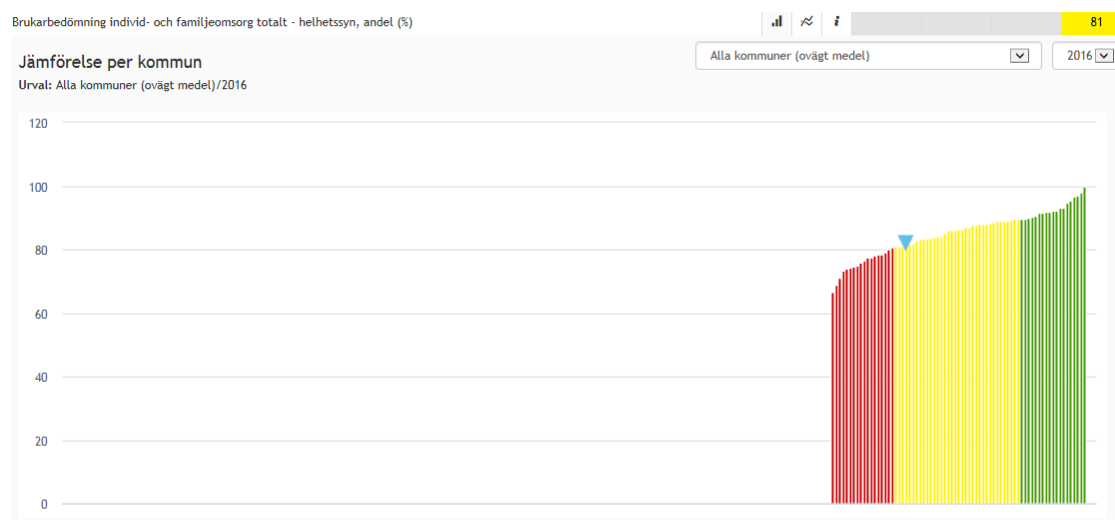 Brukarbedömning individ- och familjeomsorg totalt - helhetssyn, andel (%) i 81
Jämförelse per kommun
Alla kommuner (ovägt medel) 2016
Urval: Alla kommuner (ovägt medel)/2016
120
100
80
60
40
20
0